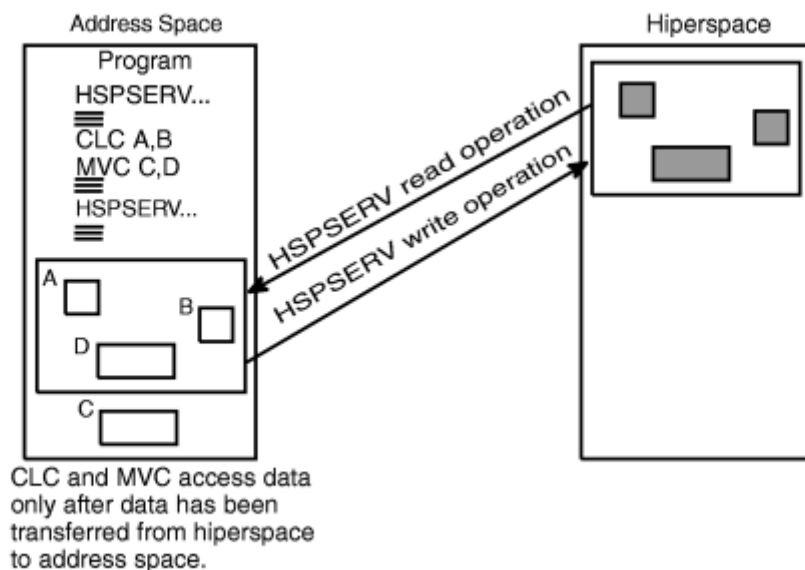 Address Space
Hiperspace
Program
HSPSERV...
CLC A,B
MVC C,D
HSPSERV...
HSPSERV read operation
HSPSERV write operation
A
B
D
C
CLC and MVC access data
only after data has been
transferred from hiperspace
to address space.